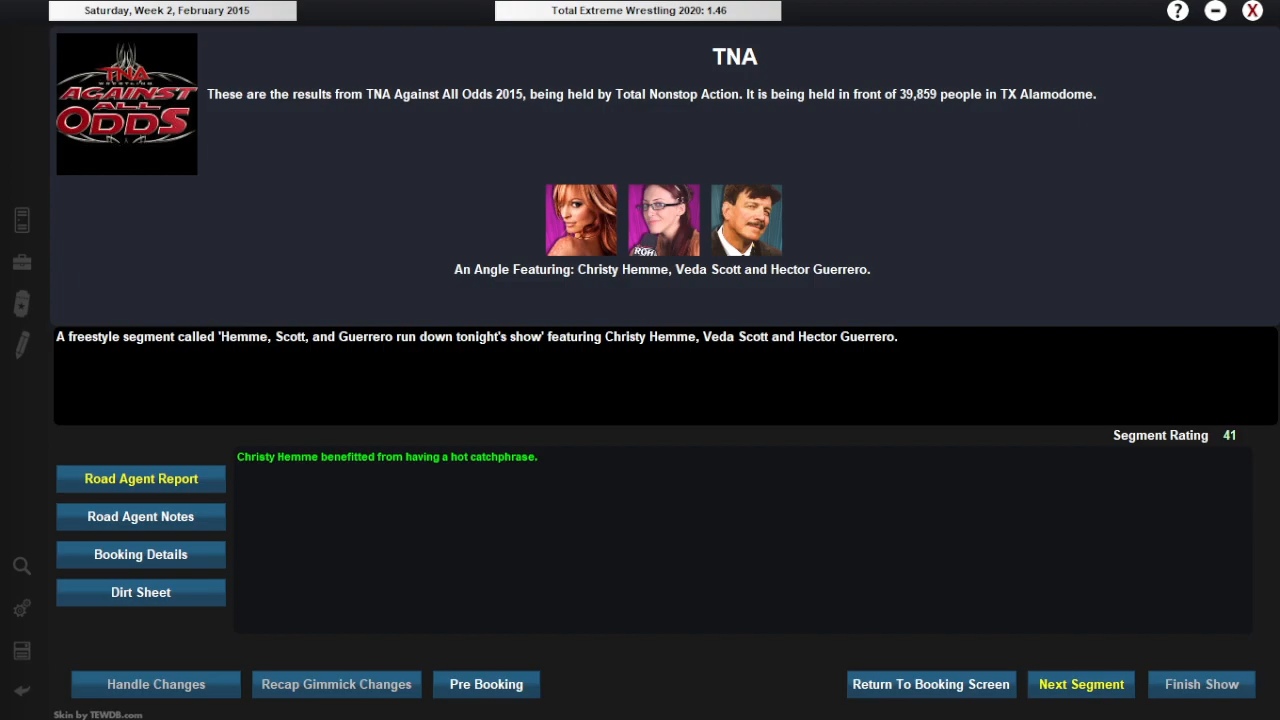 Saturday, Week 2, February 2015
Total Extreme Wrestling 2020: 1.46
?
X
TNA
WRESTLING
AGAINST
ALL
ODDS
TNA
These are the results from TNA Against All Odds 2015, being held by Total Nonstop Action. It is being held in front of 39,859 people in TX Alamodome.
ROH
An Angle Featuring: Christy Hemme, Veda Scott and Hector Guerrero.
A freestyle segment called 'Hemme, Scott, and Guerrero run down tonight's show' featuring Christy Hemme, Veda Scott and Hector Guerrero.
Segment Rating 41
Christy Hemme benefitted from having a hot catchphrase.
Road Agent Report
Road Agent Notes
Booking Details
Dirt Sheet
Handle Changes
Recap Gimmick Changes
Pre Booking
Return To Booking Screen
Next Segment
Finish Show
Skin by TEWDB.com